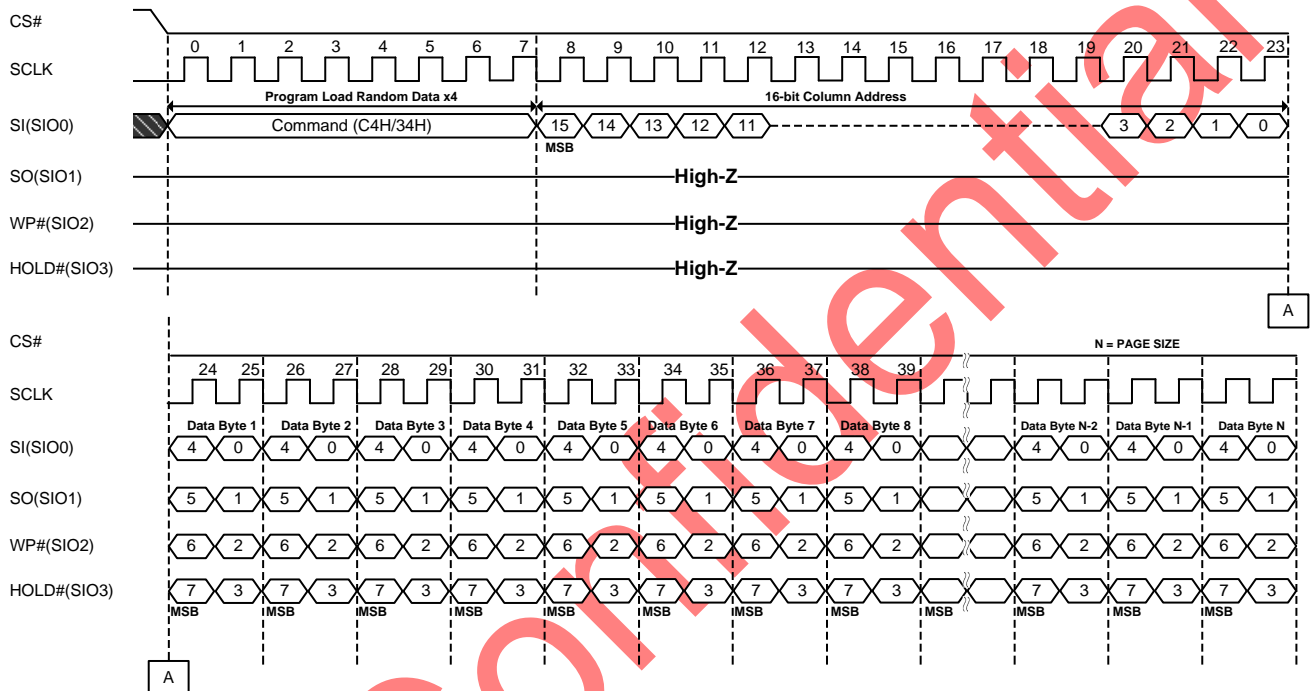 CS#
0 1 2 3 4 5 6 7 8 9 10 11 12 13 14 15 16 17 18 19 20 21 22 23
SCLK
Program Load Random Data x4 16-bit Column Address
SI(SIO0) Command (C4H/34H) 15 14 13 12 11 3 2 1 0
MSB
SO(SIO1) High-Z
WP#(SIO2) High-Z
HOLD#(SIO3) High-Z
A
CS# N = PAGE SIZE
24 25 26 27 28 29 30 31 32 33 34 35 36 37 38 39
SCLK
Data Byte 1 Data Byte 2 Data Byte 3 Data Byte 4 Data Byte 5 Data Byte 6 Data Byte 7 Data Byte 8 Data Byte N-2 Data Byte N-1 Data Byte N
SI(SIO0) 4 0 4 0 4 0 4 0 4 0 4 0 4 0 4 0 4 0 4 0 4 0
SO(SIO1) 5 1 5 1 5 1 5 1 5 1 5 1 5 1 5 1 5 1 5 1 5 1
WP#(SIO2) 6 2 6 2 6 2 6 2 6 2 6 2 6 2 6 2 6 2 6 2 6 2
HOLD#(SIO3) 7 3 7 3 7 3 7 3 7 3 7 3 7 3 7 3 7 3 7 3 7 3
MSB MSB MSB MSB MSB MSB MSB MSB MSB MSB MSB MSB
A
onfidential